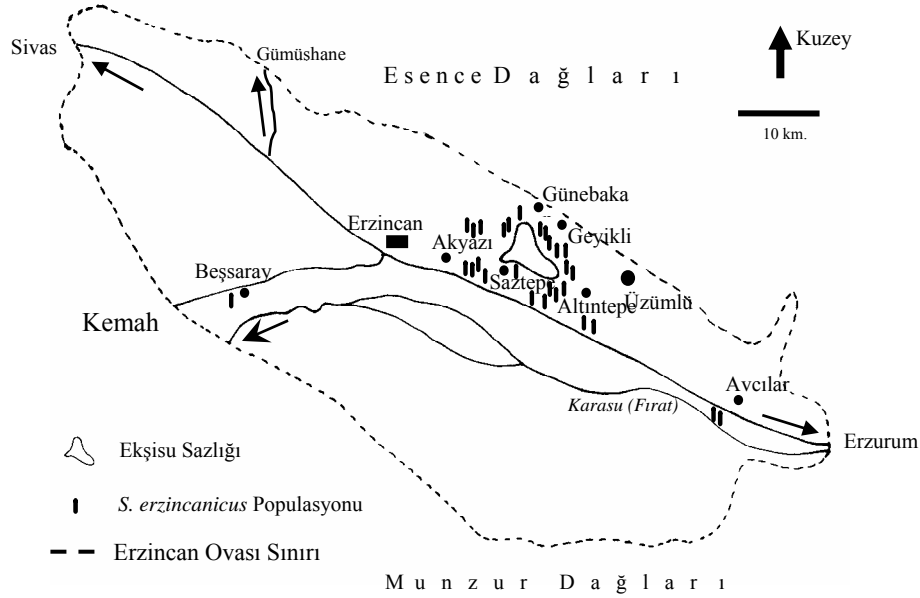 Sivas
Gümüshane
Kuzey
Esence Dağları
10 km.
Günebaka
Erzincan
Geyikli
Akyazı
Beşsaray
Saztepe
Altıntepe
Üzümlü
Kemah
Avcılar
Karasu (Fırat)
Erzurum
Ekşisu Sazlığı
S. erzincanicus Populasyonu
Erzincan Ovası Sınırı
Munzur Dağları